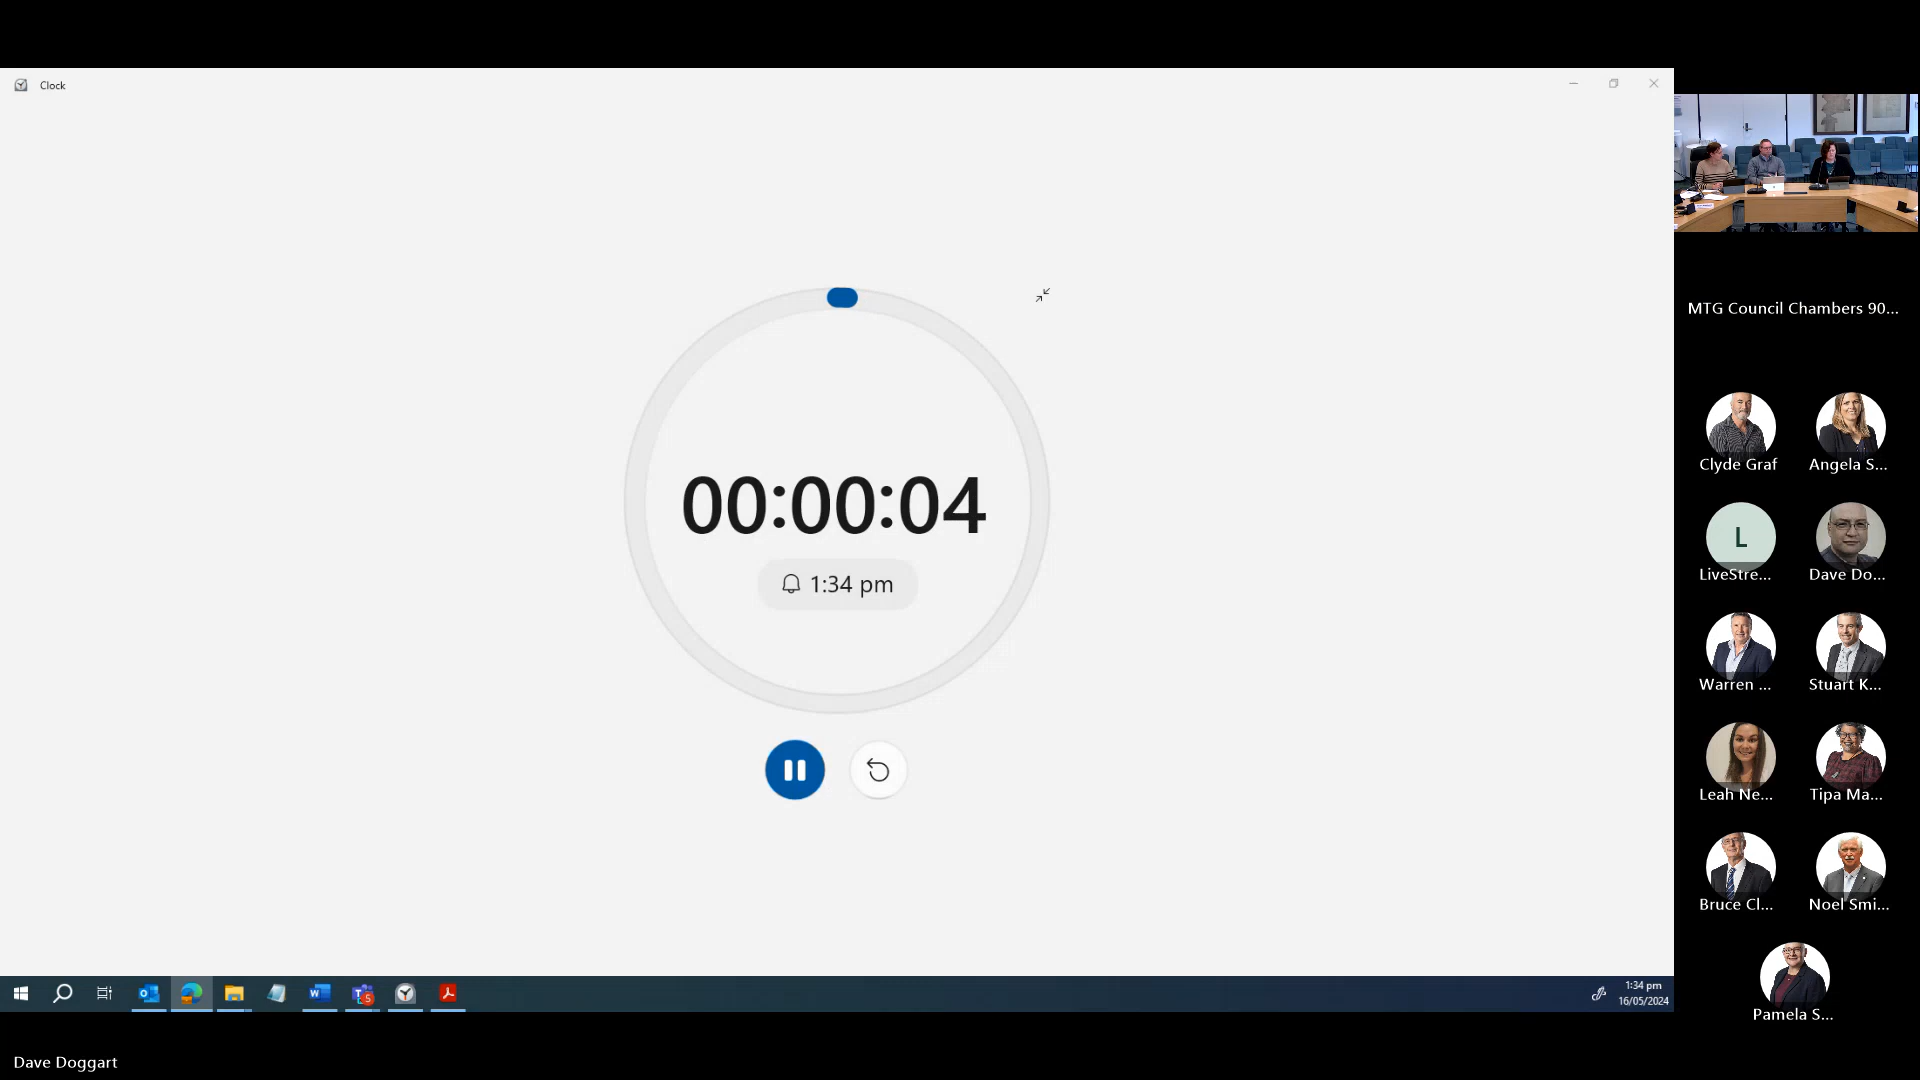 Clock
00:00:04
1:34 pm
1:34 pm
16/05/2024
MTG Council Chambers 90...
Clyde Graf
Angela S...
L
LiveStre...
Dave Do...
Warren ...
Stuart K...
Leah Ne...
Tipa Ma...
Bruce Cl...
Noel Smi...
Pamela S...
Dave Doggart